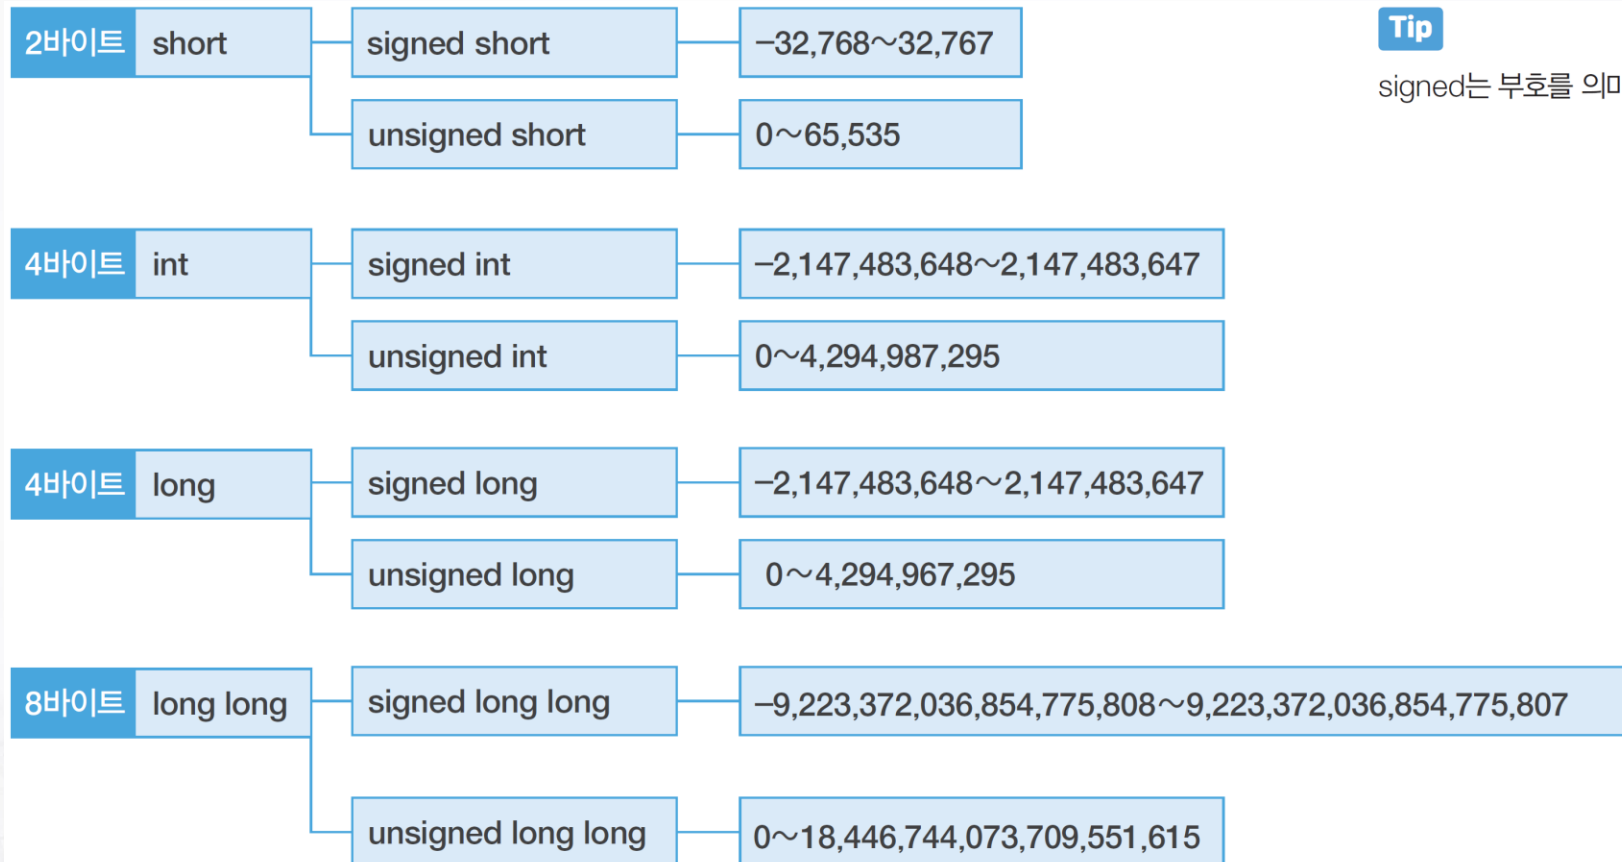 2바이트 short signed short −32,768~32,767
Tip
signed는 부호를 의미
unsigned short 0~65,535
4바이트 int signed int −2,147,483,648~2,147,483,647
unsigned int 0~4,294,987,295
4바이트 long signed long −2,147,483,648~2,147,483,647
unsigned long 0~4,294,967,295
8바이트 long long signed long long −9,223,372,036,854,775,808~9,223,372,036,854,775,807
unsigned long long 0~18,446,744,073,709,551,615